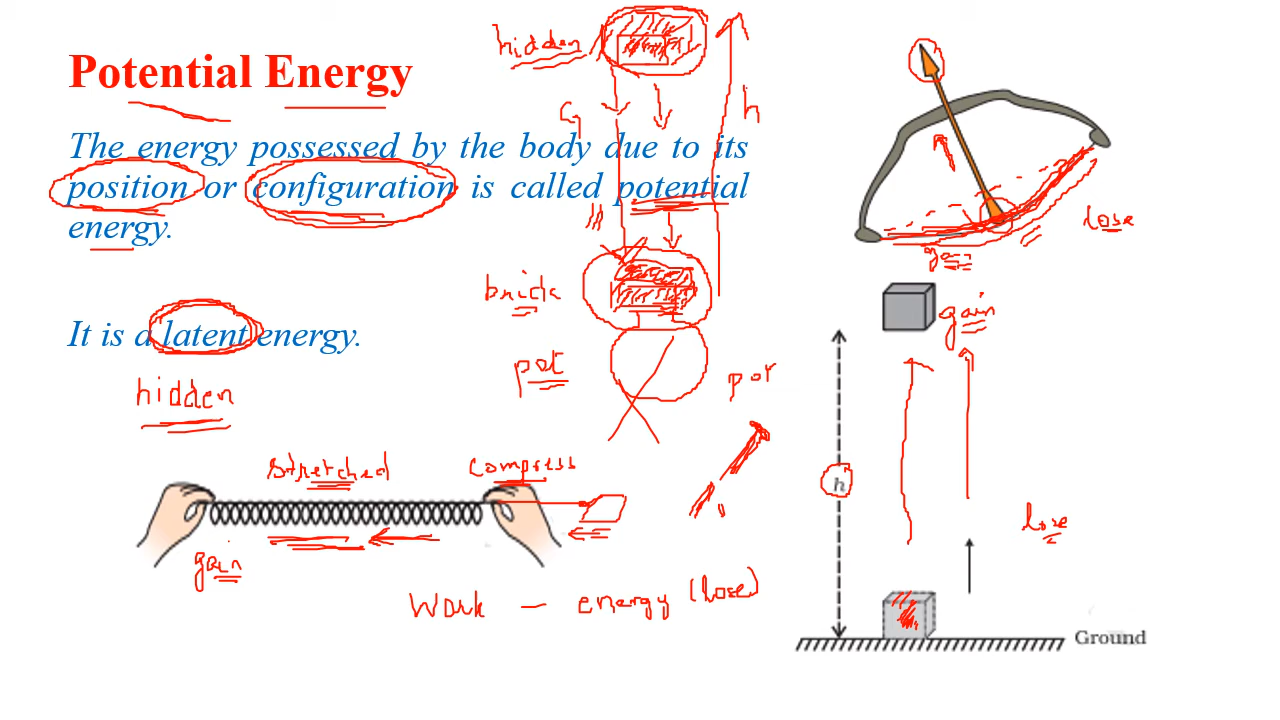 Potential Energy
The energy possessed by the body due to its
position or configuration is called potential
energy.
It is a latent energy.
hidden
hidden
G
h
brick
pot
por
lose
gain
gain
h
lose
Ground
stretched
compress
gain
Work – energy (lose)